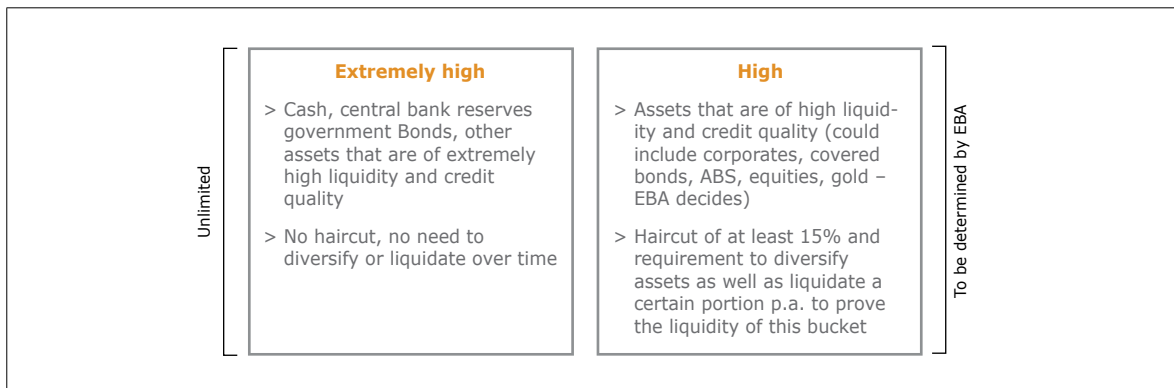 Unlimited
Extremely high
> Cash, central bank reserves
government Bonds, other
assets that are of extremely
high liquidity and credit
quality
> No haircut, no need to
diversify or liquidate over time
High
> Assets that are of high liquid-
ity and credit quality (could
include corporates, covered
bonds, ABS, equities, gold –
EBA decides)
> Haircut of at least 15% and
requirement to diversify
assets as well as liquidate a
certain portion p.a. to prove
the liquidity of this bucket
To be determined by EBA